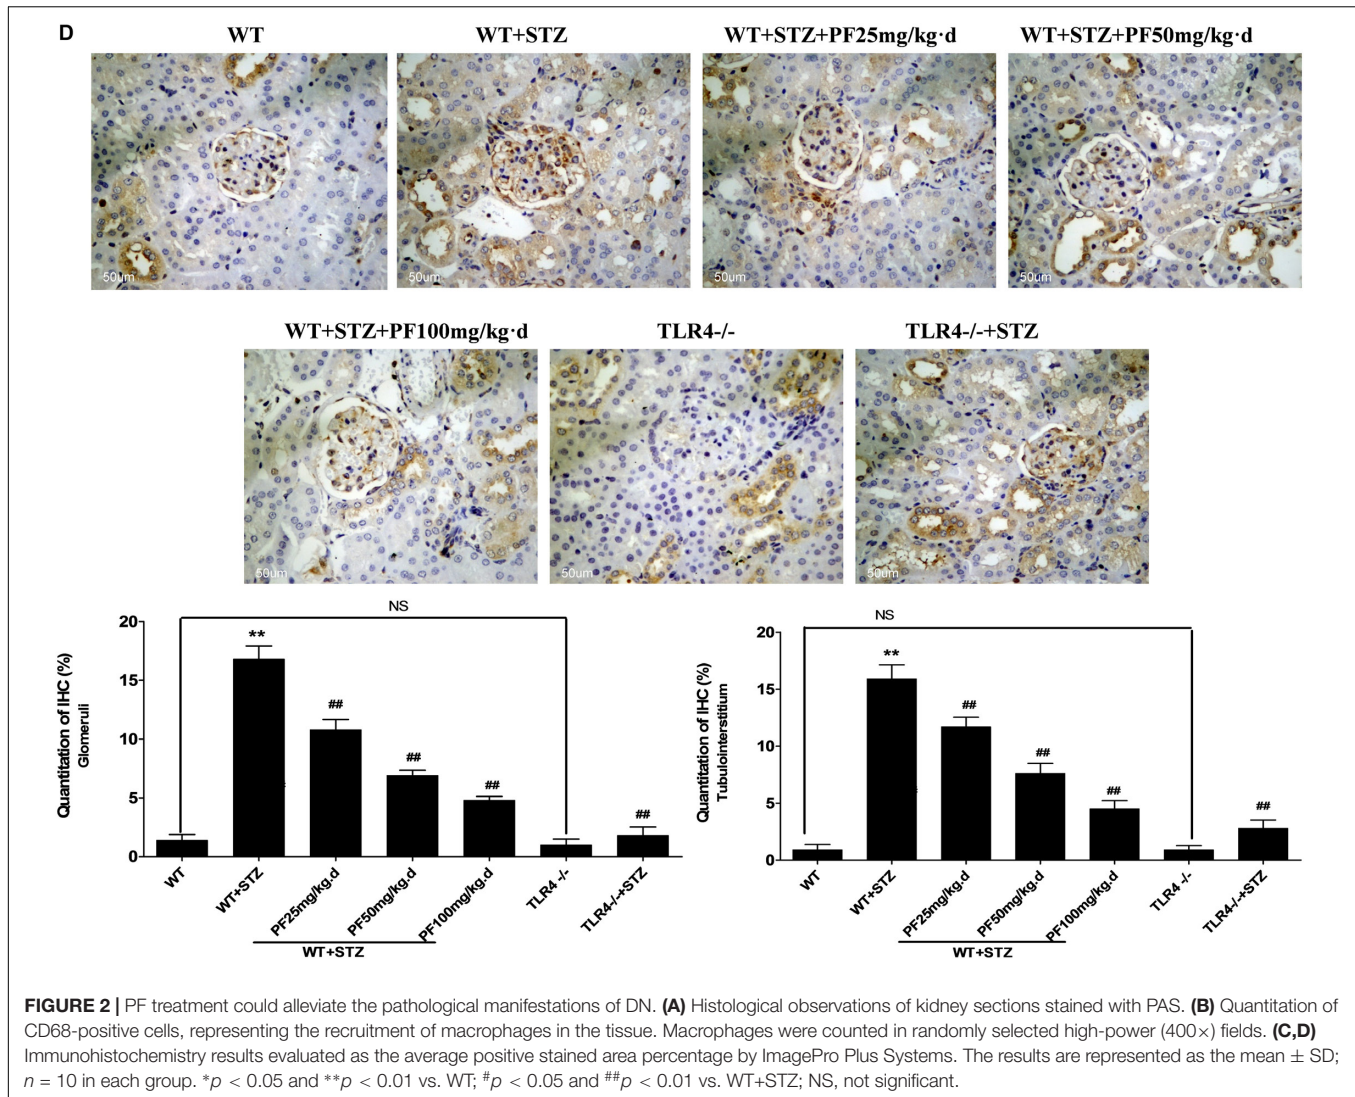 D
WT
WT+STZ
WT+STZ+PF25mg/kg·d
WT+STZ+PF50mg/kg·d
50um
50um
50um
50um
WT+STZ+PF100mg/kg·d
TLR4-/-
TLR4-/-+STZ
50um
50um
50um
Quantitation of IHC (%)
Glomeruli
20
15
10
5
0
NS
**
##
##
##
##
WT
WT+STZ
PF25mg/kg.d
PF50mg/kg.d
PF100mg/kg.d
TLR4 -/-
TLR4-/-+STZ
WT+STZ
Quantitation of IHC (%)
Tubulointerstitium
20
15
10
5
0
NS
**
##
##
##
##
WT
WT+STZ
PF25mg/kg.d
PF50mg/kg.d
PF100mg/kg.d
TLR4 -/-
TLR4-/-+STZ
WT+STZ
FIGURE 2 | PF treatment could alleviate the pathological manifestations of DN. (A) Histological observations of kidney sections stained with PAS. (B) Quantitation of
CD68-positive cells, representing the recruitment of macrophages in the tissue. Macrophages were counted in randomly selected high-power (400×) fields. (C,D)
Immunohistochemistry results evaluated as the average positive stained area percentage by ImagePro Plus Systems. The results are represented as the mean ± SD;
n = 10 in each group. *p < 0.05 and **p < 0.01 vs. WT; #p < 0.05 and ##p < 0.01 vs. WT+STZ; NS, not significant.